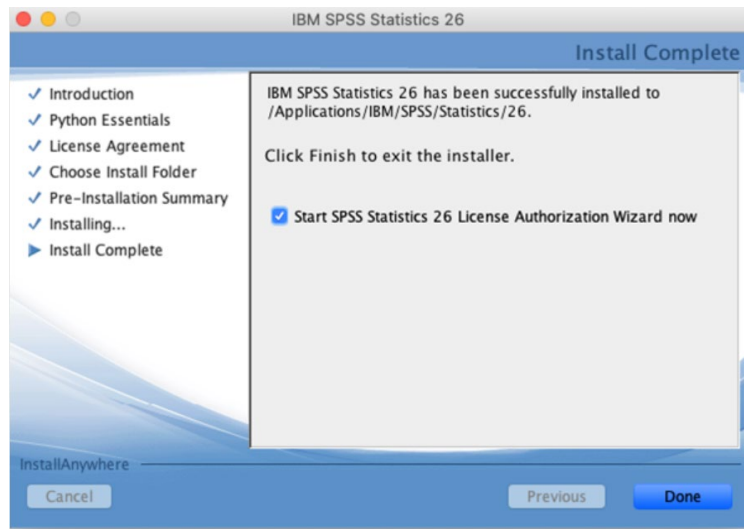 IBM SPSS Statistics 26
Install Complete
Introduction
Python Essentials
License Agreement
Choose Install Folder
Pre-Installation Summary
Installing...
Install Complete
IBM SPSS Statistics 26 has been successfully installed to
/Applications/IBM/SPSS/Statistics/26.
Click Finish to exit the installer.
Start SPSS Statistics 26 License Authorization Wizard now
InstallAnywhere
Cancel
Previous
Done